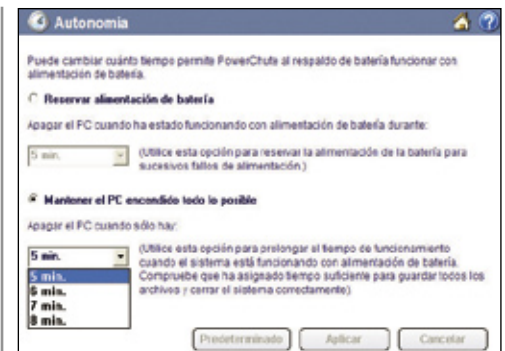 Autonomía
Puede cambiar cuánto tiempo permite PowerChute al respaldo de batería funcionar con
alimentación de batería.
Reservar alimentación de batería
Apagar el PC cuando ha estado funcionando con alimentación de batería durante:
5 min.
(Utilice esta opción para reservar la alimentación de la batería para
sucesivos fallos de alimentación.)
Mantener el PC encendido todo lo posible
Apagar el PC cuando sólo hay:
5 min.
(Utilice esta opción para prolongar el tiempo de funcionamiento
cuando el sistema está funcionando con alimentación de batería.
Compruebe que ha asignado tiempo suficiente para guardar todos los
archivos y cerrar el sistema correctamente)
5 min.
6 min.
7 min.
8 min.
Predeterminado
Aplicar
Cancelar